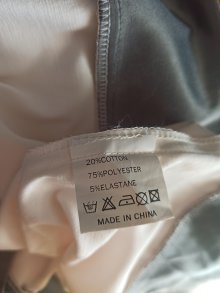 20%COTTON
75%POLYESTER
5%ELASTANE
MADE IN CHINA